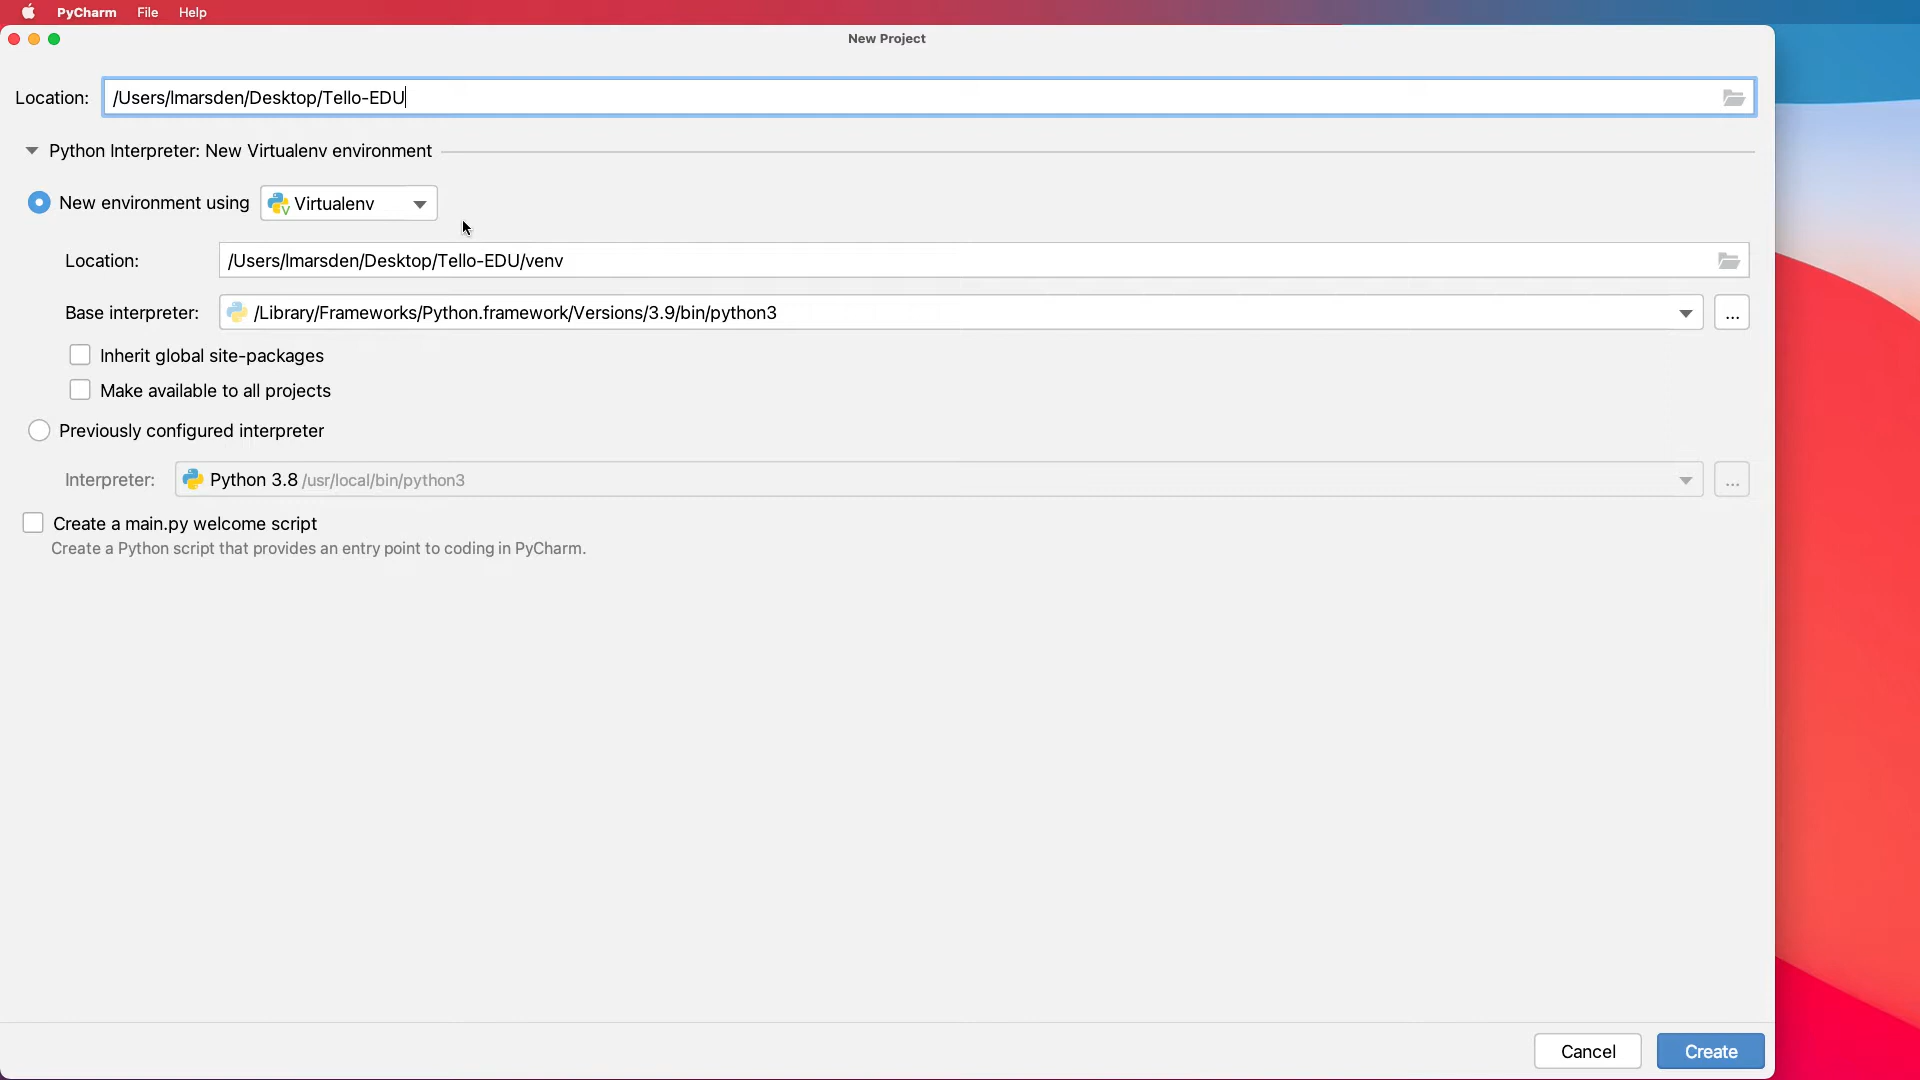 PyCharm File Help
New Project
Location: /Users/lmarsden/Desktop/Tello-EDU
Python Interpreter: New Virtualenv environment
New environment using Virtualenv
Location: /Users/lmarsden/Desktop/Tello-EDU/venv
Base interpreter: /Library/Frameworks/Python.framework/Versions/3.9/bin/python3 ...
Inherit global site-packages
Make available to all projects
Previously configured interpreter
Interpreter: Python 3.8 /usr/local/bin/python3 ...
Create a main.py welcome script
Create a Python script that provides an entry point to coding in PyCharm.
Cancel Create